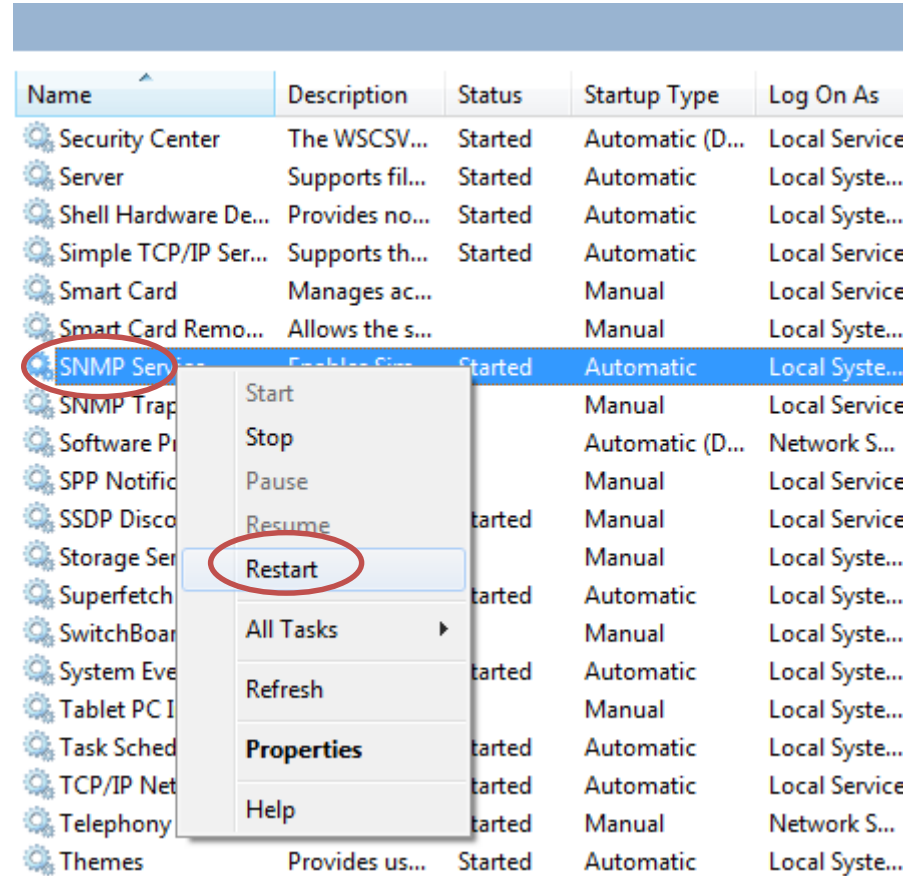 Name Description Status Startup Type Log On As
Security Center The WSCSV... Started Automatic (D... Local Service
Server Supports fil... Started Automatic Local Syste...
Shell Hardware De... Provides no... Started Automatic Local Syste...
Simple TCP/IP Ser... Supports th... Started Automatic Local Service
Smart Card Manages ac... Manual Local Service
Smart Card Remo... Allows the s... Manual Local Syste...
SNMP Service Enables Sim... Started Automatic Local Syste...
SNMP Trap Manual Local Service
Software Pr Automatic (D... Network S...
SPP Notific Manual Local Service
SSDP Disco tarted Manual Local Service
Storage Ser Manual Local Syste...
Superfetch tarted Automatic Local Syste...
SwitchBoar Manual Local Syste...
System Eve tarted Automatic Local Syste...
Tablet PC I Manual Local Syste...
Task Sched tarted Automatic Local Syste...
TCP/IP Net tarted Automatic Local Service
Telephony tarted Manual Network S...
Themes Provides us... Started Automatic Local Syste...
Start
Stop
Pause
Resume
Restart
All Tasks
Refresh
Properties
Help